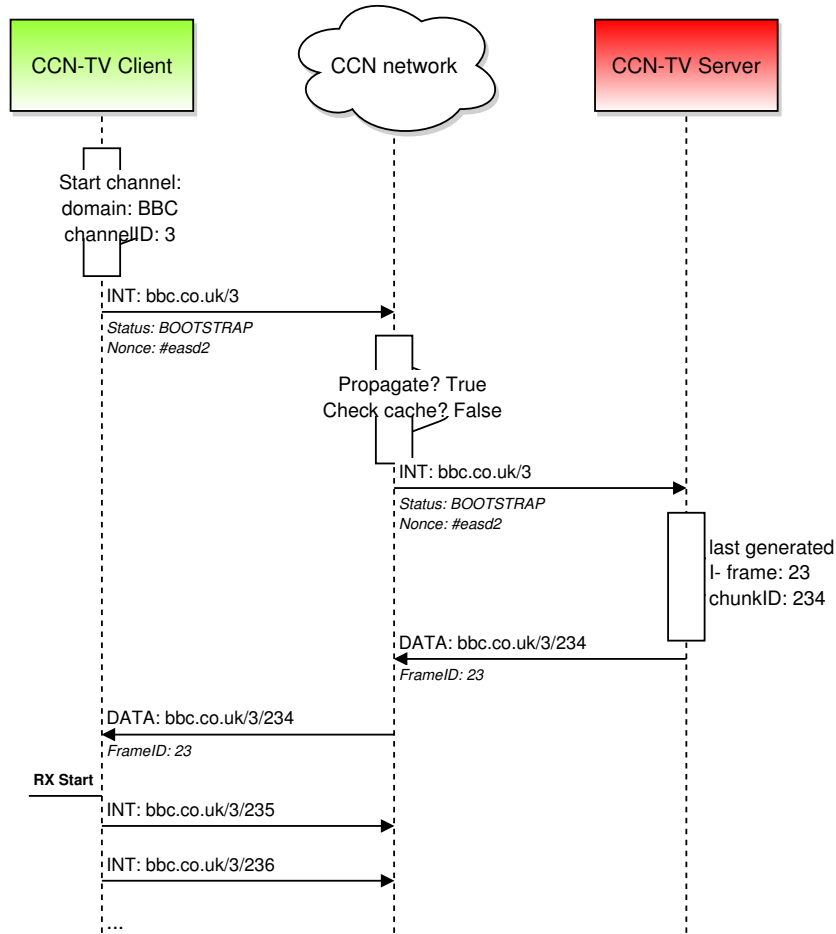 CCN-TV Client
CCN network
CCN-TV Server
Start channel:
domain: BBC
channelID: 3
INT: bbc.co.uk/3
Status: BOOTSTRAP
Nonce: #easd2
Propagate? True
Check cache? False
INT: bbc.co.uk/3
Status: BOOTSTRAP
Nonce: #easd2
last generated
I- frame: 23
chunkID: 234
DATA: bbc.co.uk/3/234
FrameID: 23
DATA: bbc.co.uk/3/234
FrameID: 23
RX Start
INT: bbc.co.uk/3/235
INT: bbc.co.uk/3/236
...